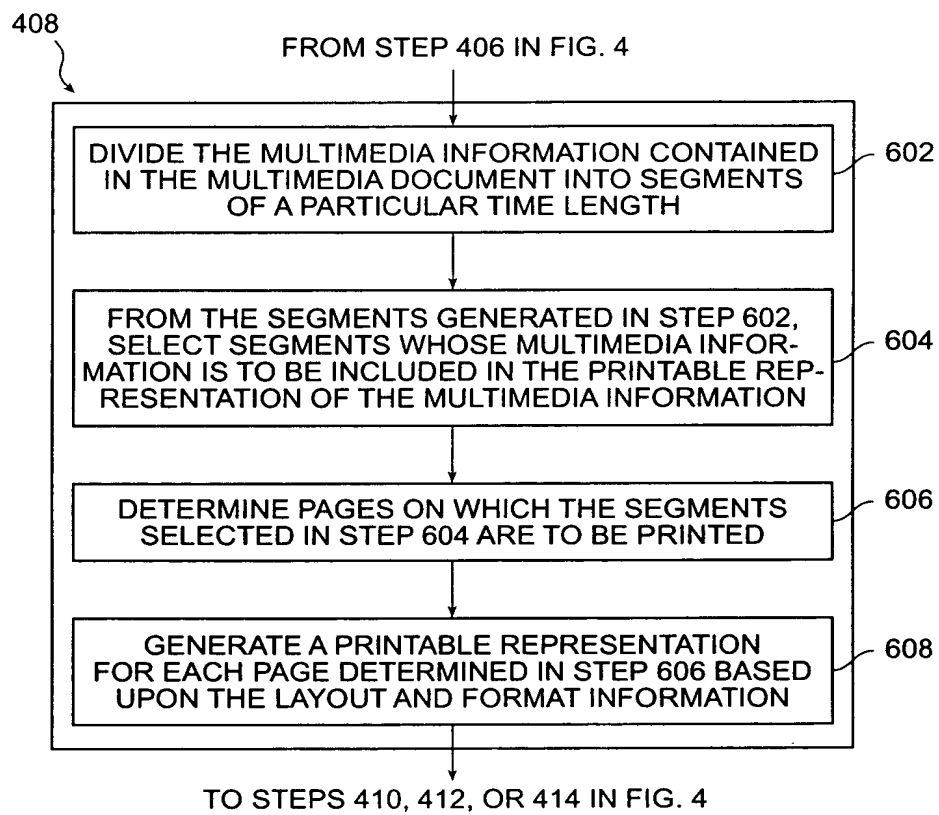 408
FROM STEP 406 IN FIG. 4
DIVIDE THE MULTIMEDIA INFORMATION CONTAINED
IN THE MULTIMEDIA DOCUMENT INTO SEGMENTS
OF A PARTICULAR TIME LENGTH
602
FROM THE SEGMENTS GENERATED IN STEP 602,
SELECT SEGMENTS WHOSE MULTIMEDIA INFOR-
MATION IS TO BE INCLUDED IN THE PRINTABLE REP-
RESENTATION OF THE MULTIMEDIA INFORMATION
604
DETERMINE PAGES ON WHICH THE SEGMENTS
SELECTED IN STEP 604 ARE TO BE PRINTED
606
GENERATE A PRINTABLE REPRESENTATION
FOR EACH PAGE DETERMINED IN STEP 606 BASED
UPON THE LAYOUT AND FORMAT INFORMATION
608
TO STEPS 410, 412, OR 414 IN FIG. 4